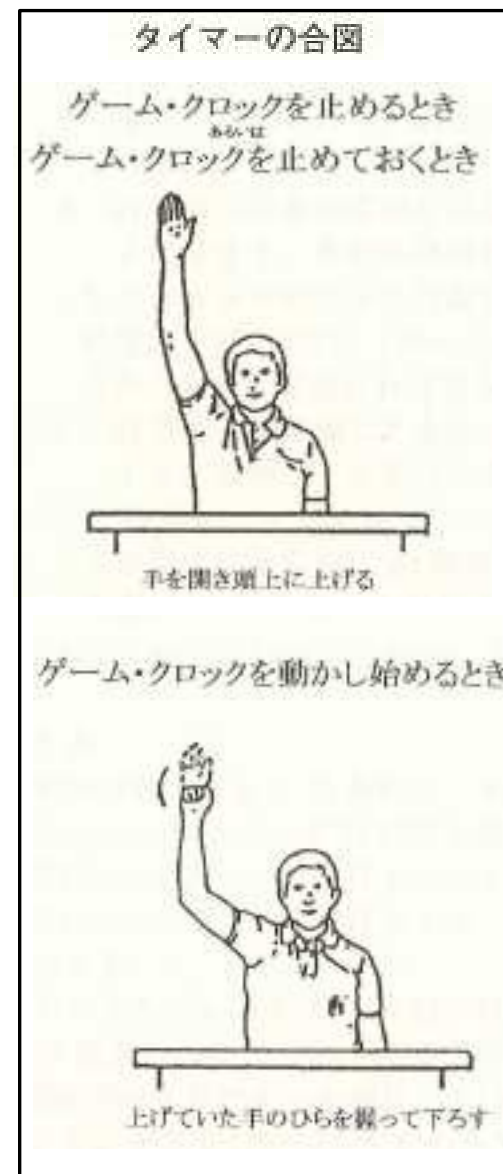 タイマーの合図
ゲーム・クロックを止めるとき
あるいは
ゲーム・クロックを止めておくとき
手を開き頭上に上げる
ゲーム・クロックを動かし始めるとき
上げていた手のひらを握って下ろす